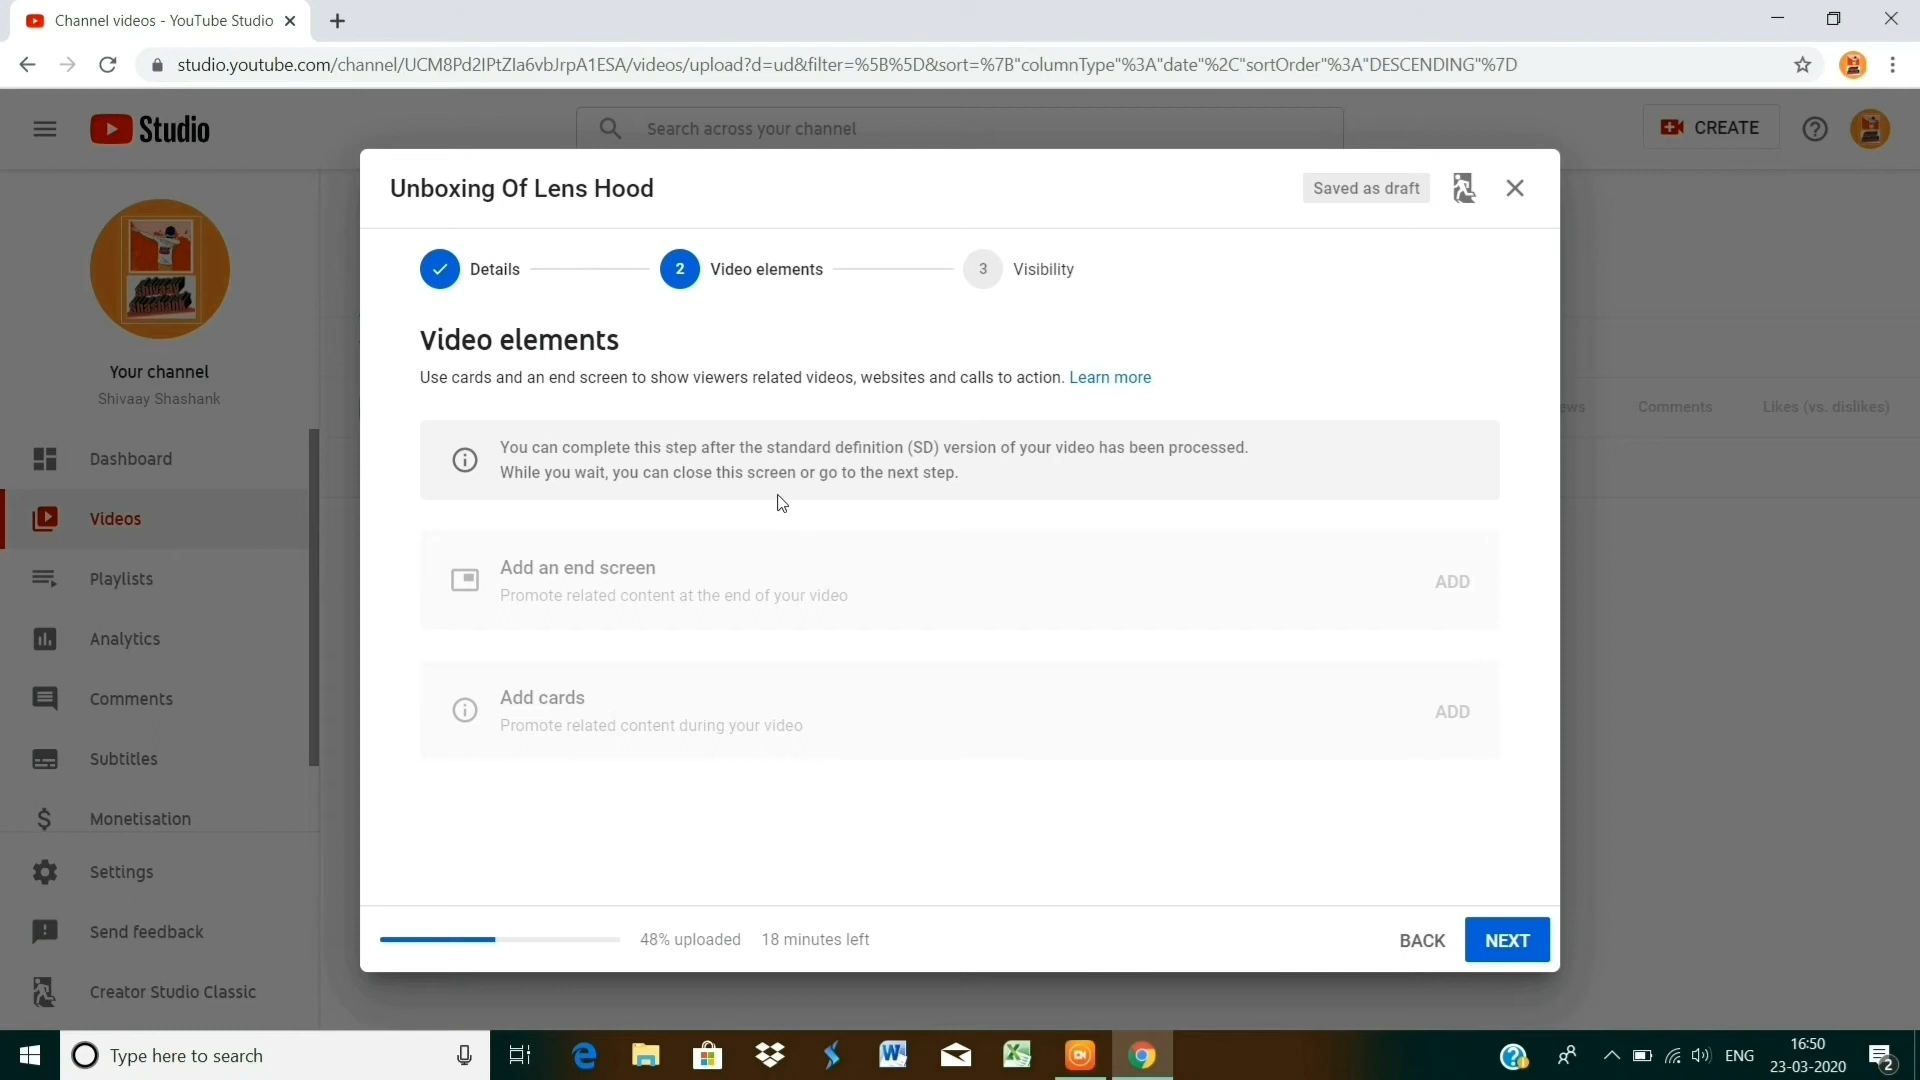 Channel videos - YouTube Studio
studio.youtube.com/channel/UCM8Pd2IPtZIa6vbJrpA1ESA/videos/upload?d=ud&filter=%5B%5D&sort=%7B"columnType"%3A"date"%2C"sortOrder"%3A"DESCENDING"%7D
Studio
Search across your channel
CREATE
Unboxing Of Lens Hood
Saved as draft
Details
2
Video elements
3
Visibility
Video elements
Use cards and an end screen to show viewers related videos, websites and calls to action. Learn more
You can complete this step after the standard definition (SD) version of your video has been processed.
While you wait, you can close this screen or go to the next step.
Add an end screen
Promote related content at the end of your video
ADD
Add cards
Promote related content during your video
ADD
48% uploaded
18 minutes left
BACK
NEXT
Shivaay
Shashank
Your channel
Shivaay Shashank
Dashboard
Videos
Playlists
Analytics
Comments
Subtitles
Monetisation
Settings
Send feedback
Creator Studio Classic
Comments
Likes (vs. dislikes)
Type here to search
ENG
16:50
23-03-2020
2